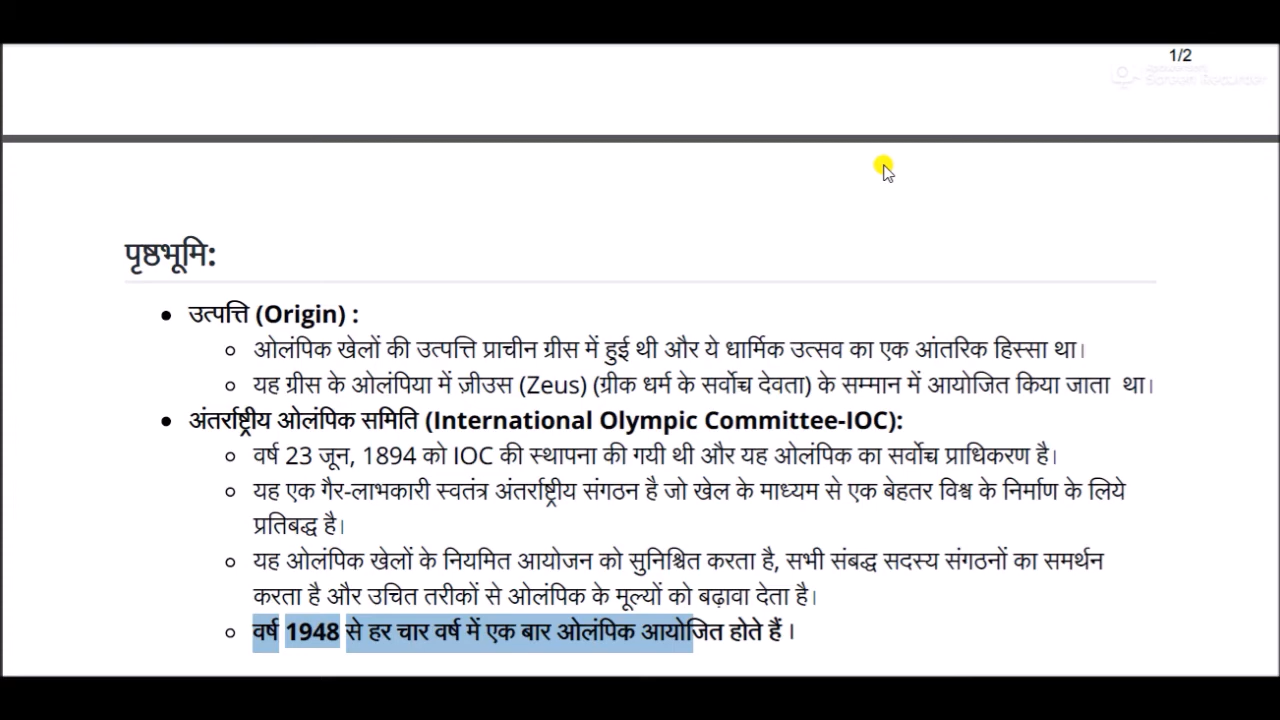 1/2
Screen Recorder
पृष्ठभूमि:
उत्पत्ति (Origin) :
ओलंपिक खेलों की उत्पत्ति प्राचीन ग्रीस में हुई थी और ये धार्मिक उत्सव का एक आंतरिक हिस्सा था।
यह ग्रीस के ओलंपिया में ज़ीउस (Zeus) (ग्रीक धर्म के सर्वोच्च देवता) के सम्मान में आयोजित किया जाता था।
अंतर्राष्ट्रीय ओलंपिक समिति (International Olympic Committee-IOC):
वर्ष 23 जून, 1894 को IOC की स्थापना की गयी थी और यह ओलंपिक का सर्वोच्च प्राधिकरण है।
यह एक गैर-लाभकारी स्वतंत्र अंतर्राष्ट्रीय संगठन है जो खेल के माध्यम से एक बेहतर विश्व के निर्माण के लिये
प्रतिबद्ध है।
यह ओलंपिक खेलों के नियमित आयोजन को सुनिश्चित करता है, सभी संबद्ध सदस्य संगठनों का समर्थन
करता है और उचित तरीकों से ओलंपिक के मूल्यों को बढ़ावा देता है।
वर्ष 1948 से हर चार वर्ष में एक बार ओलंपिक आयोजित होते हैं ।